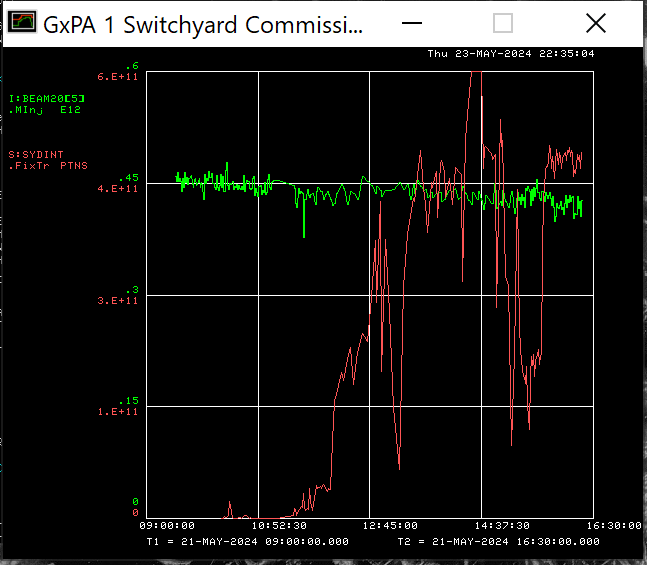 GxPA 1 Switchyard Commissi...
Thu 23-MAY-2024 22:35:04
.6
6.E+11
I:BEAM20[5]
.MInj E12
S:SYDINT
.FixTr PTNS
.45
4.E+11
.3
3.E+11
.15
1.E+11
0
0
09:00:00 10:52:30 12:45:00 14:37:30 16:30:00
T1 = 21-MAY-2024 09:00:00.000 T2 = 21-MAY-2024 16:30:00.000